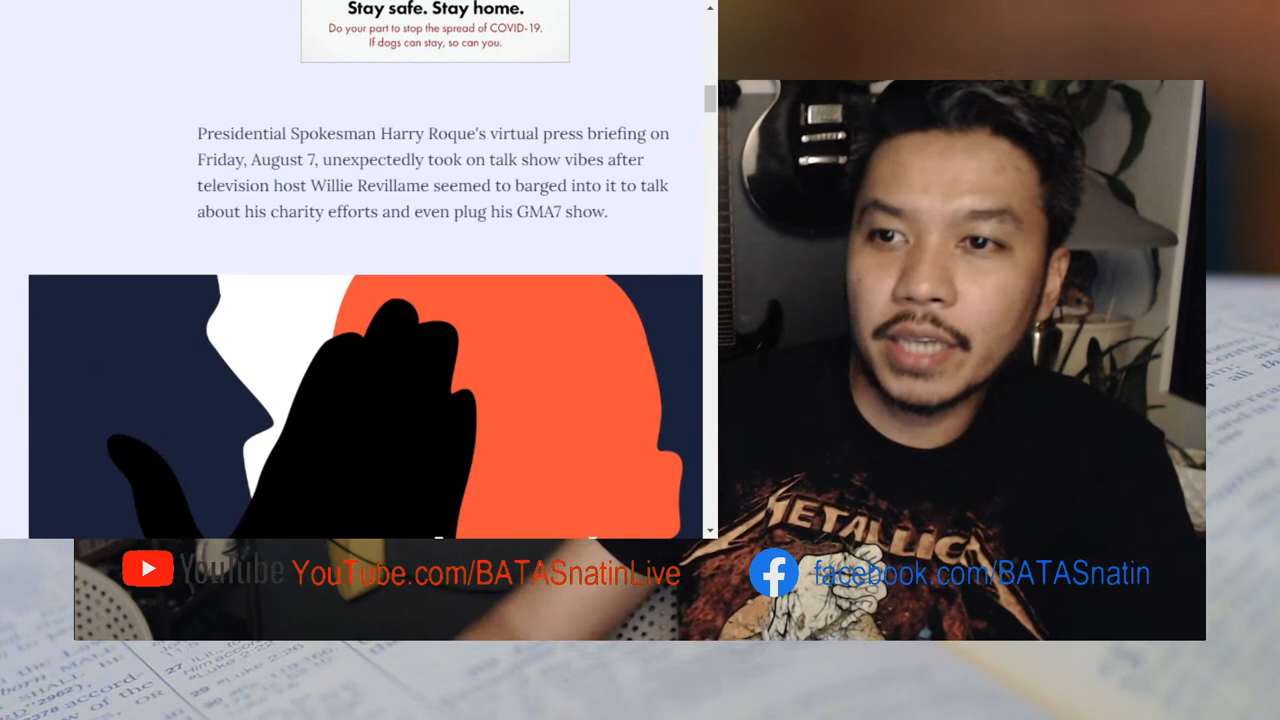 Stay safe. Stay home.
Do your part to stop the spread of COVID-19.
If dogs can stay, so can you.
Presidential Spokesman Harry Roque's virtual press briefing on
Friday, August 7, unexpectedly took on talk show vibes after
television host Willie Revillame seemed to barged into it to talk
about his charity efforts and even plug his GMA7 show.
METALLICA
YouTube YouTube.com/BATASnatinLive
facebook.com/BATASnatin